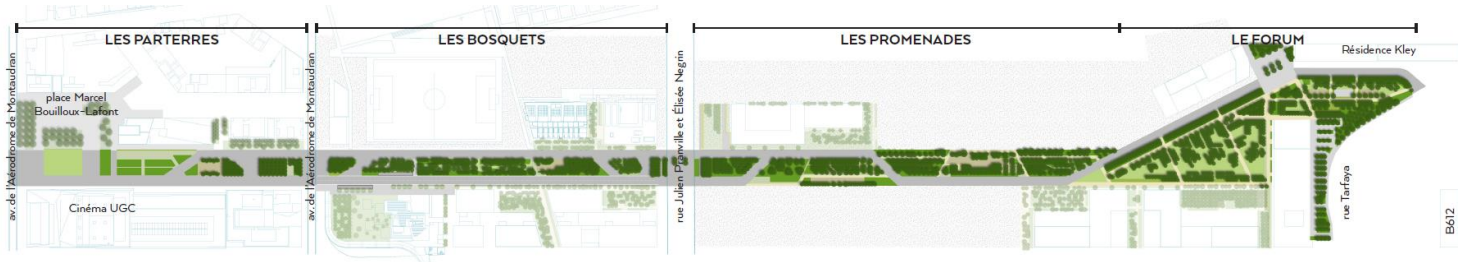 LES PARTERRES
LES BOSQUETS
LES PROMENADES
LE FORUM
Résidence Kley
av. de l'Aérodrome de Montaudran
place Marcel
Bouilloux-Lafont
Cinéma UGC
av. de l'Aérodrome de Montaudran
rue Julien Pranville et Élisée Negrin
rue Tarfaya
B612